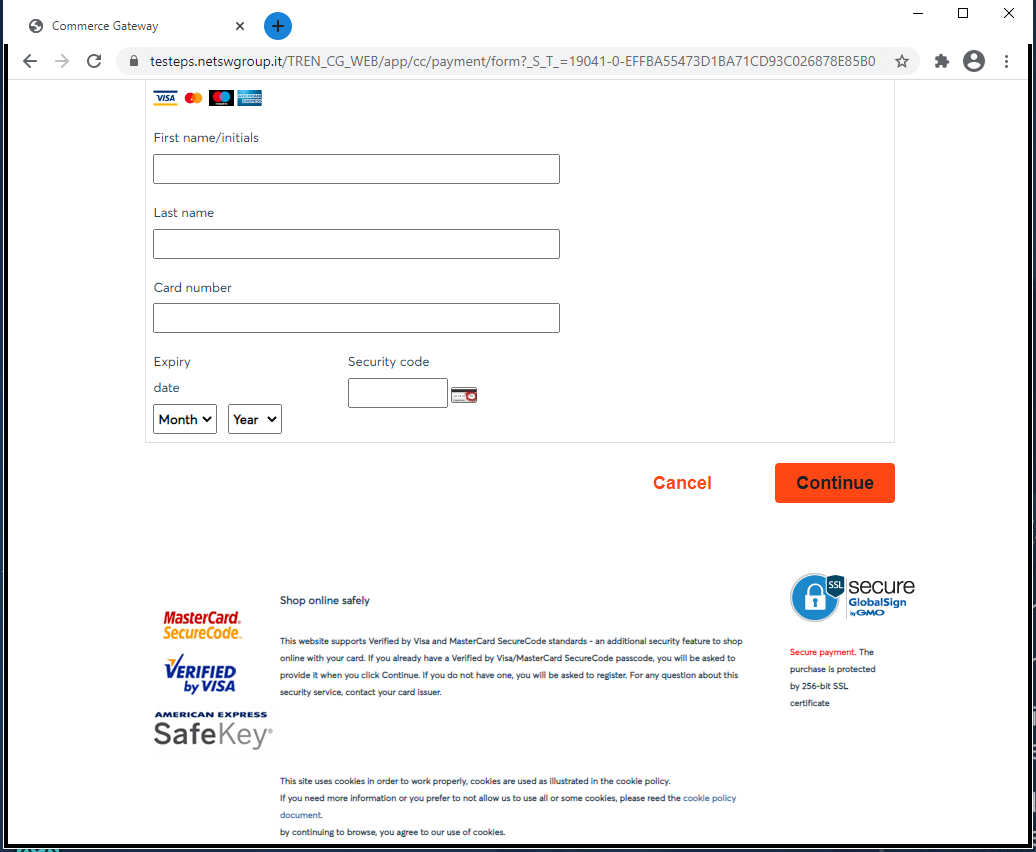 Commerce Gateway
testeps.netswgroup.it/TREN_CG_WEB/app/cc/payment/form?_S_T_=19041-0-EFFBA55473D1BA71CD93C026878E85B0
VISA
AMERICAN EXPRESS
First name/initials
Last name
Card number
Expiry
date
Security code
Month
Year
Cancel
Continue
MasterCard.
SecureCode.
VERIFIED
by VISA
AMERICAN EXPRESS
SafeKey®
Shop online safely
This website supports Verified by Visa and MasterCard SecureCode standards - an additional security feature to shop
online with your card. If you already have a Verified by Visa/MasterCard SecureCode passcode, you will be asked to
provide it when you click Continue. If you do not have one, you will be asked to register. For any question about this
security service, contact your card issuer.
SSL
secure
GlobalSign
by GMO
Secure payment. The
purchase is protected
by 256-bit SSL
certificate
This site uses cookies in order to work properly, cookies are used as illustrated in the cookie policy.
If you need more information or you prefer to not allow us to use all or some cookies, please reed the cookie policy
document.
by continuing to browse, you agree to our use of cookies.